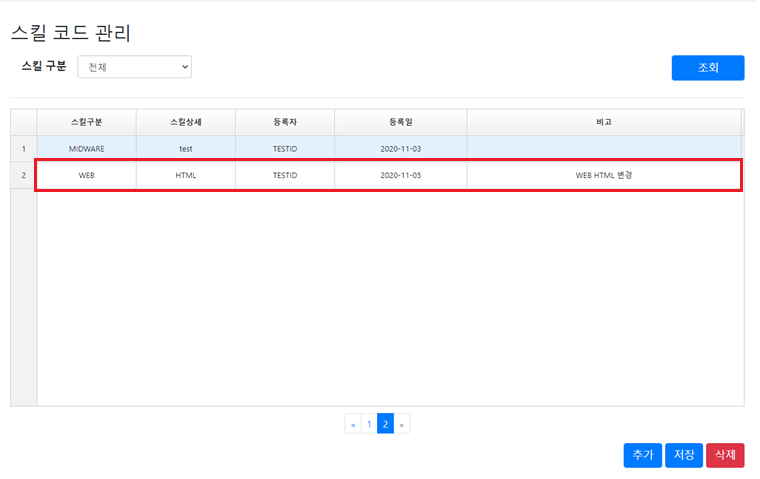 스킬 코드 관리
스킬 구분 전체 조회
스킬구분 스킬상세 등록자 등록일 비고
1 MIDWARE test TESTID 2020-11-03
2 WEB HTML TESTID 2020-11-05 WEB HTML 변경
« 1 2 »
추가 저장 삭제